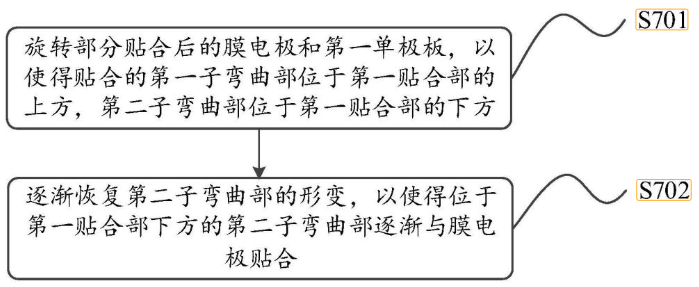 S701
旋转部分贴合后的膜电极和第一单极板，以
使得贴合的第一子弯曲部位于第一贴合部的
上方，第二子弯曲部位于第一贴合部的下方
S702
逐渐恢复第二子弯曲部的形变，以使得位于
第一贴合部下方的第二子弯曲部逐渐与膜电
极贴合